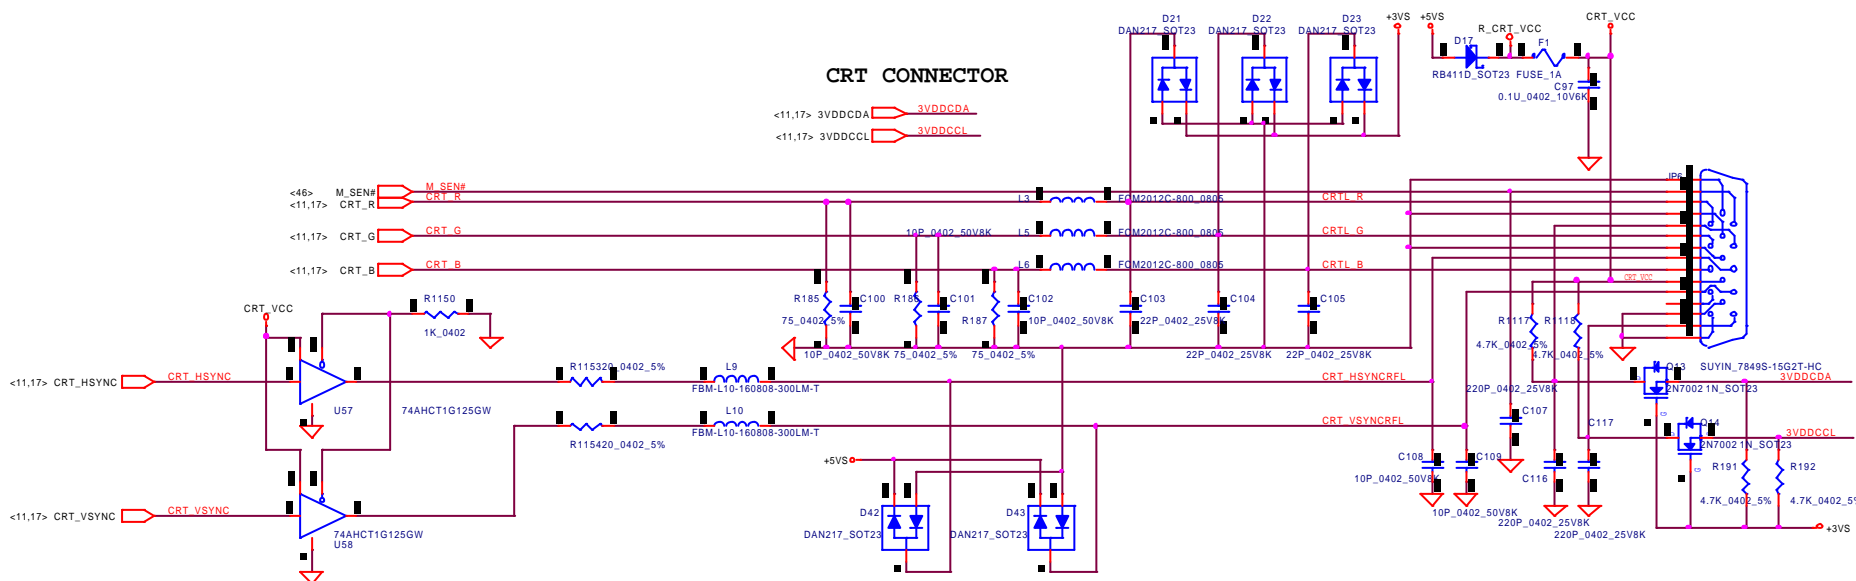 D21
DAN217_SOT23
D22
DAN217_SOT23
D23
DAN217_SOT23
+3VS
+5VS
R_CRT_VCC
CRT_VCC
D17
RB411D_SOT23
F1
FUSE_1A
C97
0.1U_0402_10V6K
CRT CONNECTOR
<11,17> 3VDDCDA
3VDDCDA
<11,17> 3VDDCCL
3VDDCCL
<46> M_SEN#
M_SEN#
<11,17> CRT_R
CRT_R
L3
FCM2012C-800_0805
CRTL_R
JP6
<11,17> CRT_G
CRT_G
10P_0402_50V8K
L5
FCM2012C-800_0805
CRTL_G
<11,17> CRT_B
CRT_B
L6
FCM2012C-800_0805
CRTL_B
CRT_VCC
R185
75_0402_5%
C100
10P_0402_50V8K
C101
75_0402_5%
R187
75_0402_5%
C102
10P_0402_50V8K
C103
22P_0402_25V8K
C104
22P_0402_25V8K
C105
22P_0402_25V8K
R1117
4.7K_0402_5%
R1118
4.7K_0402_5%
CRT_VCC
R1150
1K_0402
<11,17> CRT_HSYNC
CRT_HSYNC
U57
74AHCT1G125GW
R115320_0402_5%
L9
FBM-L10-160808-300LM-T
CRT_HSYNCRFL
SUYIN_7849S-15G2T-HC
Q13
2N7002 1N_SOT23
3VDDCDA
220P_0402_25V8K
C107
R115420_0402_5%
L10
FBM-L10-160808-300LM-T
CRT_VSYNCRFL
C117
Q14
2N7002 1N_SOT23
3VDDCCL
+5VS
C108
10P_0402_50V8K
C109
10P_0402_50V8K
C116
220P_0402_25V8K
220P_0402_25V8K
R191
4.7K_0402_5%
R192
4.7K_0402_5%
+3VS
<11,17> CRT_VSYNC
CRT_VSYNC
74AHCT1G125GW
U58
D42
DAN217_SOT23
D43
DAN217_SOT23